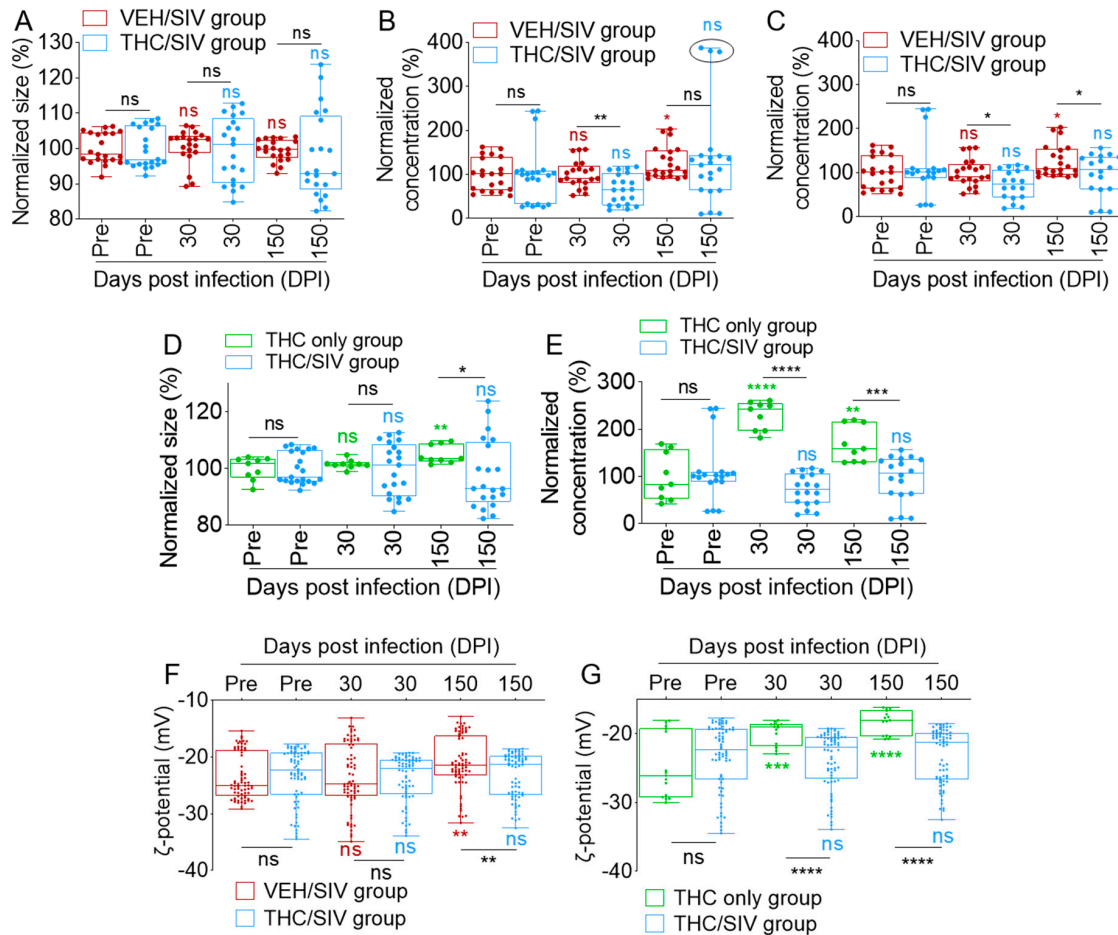 A
VEH/SIV group
THC/SIV group
Normalized size (%)
130
120
110
100
90
80
ns
ns
ns
ns
ns
ns
ns
Pre
Pre
30
30
150
150
Days post infection (DPI)
B
VEH/SIV group
THC/SIV group
Normalized
concentration (%)
400
300
200
100
0
ns
ns
**
ns
*
ns
ns
Pre
Pre
30
30
150
150
Days post infection (DPI)
C
VEH/SIV group
THC/SIV group
Normalized
concentration (%)
400
300
200
100
0
ns
ns
*
ns
*
*
ns
Pre
Pre
30
30
150
150
Days post infection (DPI)
D
THC only group
THC/SIV group
Normalized size (%)
120
100
80
ns
ns
ns
ns
**
*
ns
Pre
Pre
30
30
150
150
Days post infection (DPI)
E
THC only group
THC/SIV group
Normalized
concentration (%)
300
200
100
0
ns
****
****
ns
**
***
ns
Pre
Pre
30
30
150
150
Days post infection (DPI)
F
Days post infection (DPI)
Pre
Pre
30
30
150
150
ζ-potential (mV)
-10
-20
-30
-40
ns
ns
ns
ns
**
**
ns
VEH/SIV group
THC/SIV group
G
Days post infection (DPI)
Pre
Pre
30
30
150
150
ζ-potential (mV)
-20
-30
-40
ns
***
****
ns
****
****
ns
THC only group
THC/SIV group